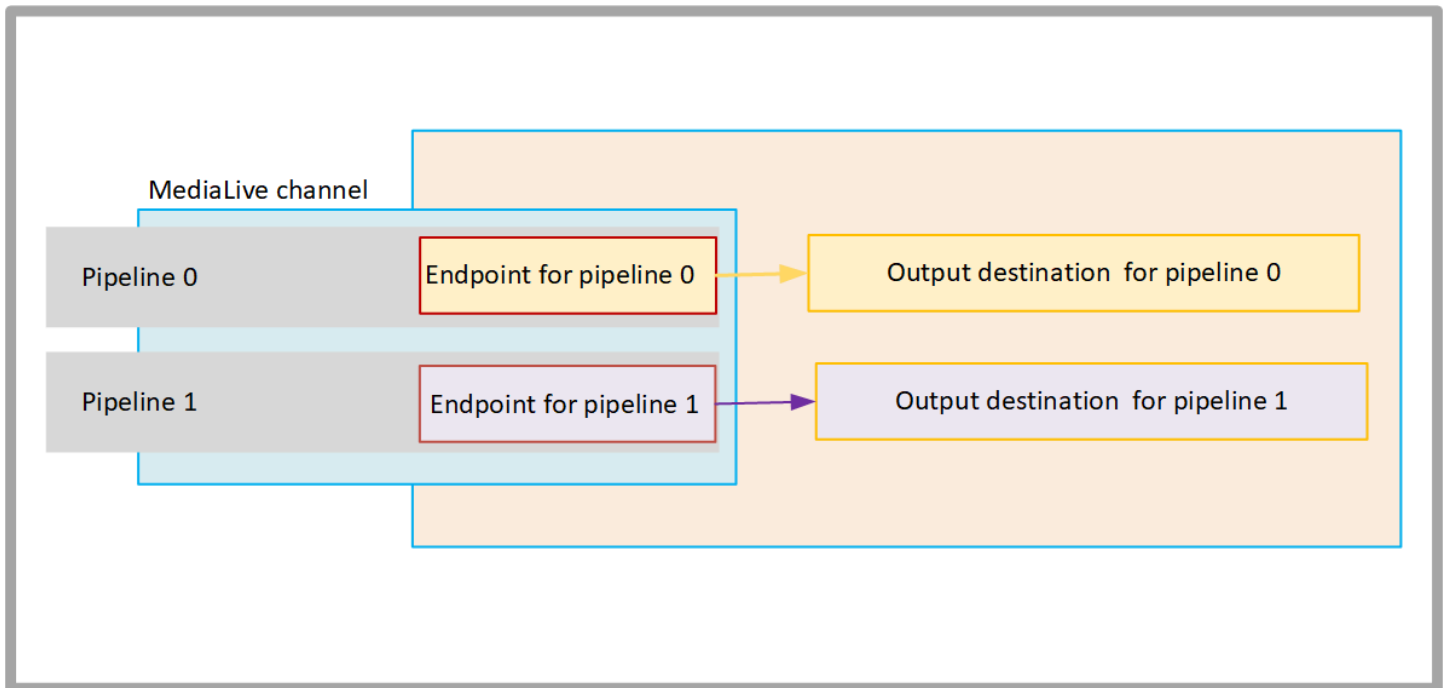 MediaLive channel
Pipeline 0
Endpoint for pipeline 0
Output destination  for pipeline 0
Pipeline 1
Endpoint for pipeline 1
Output destination  for pipeline 1